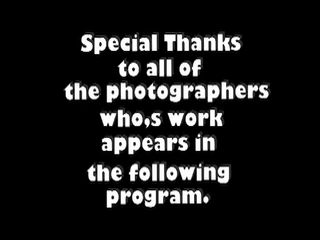 Special Thanks
to all of
the photographers
who,s work
appears in
the following
program.